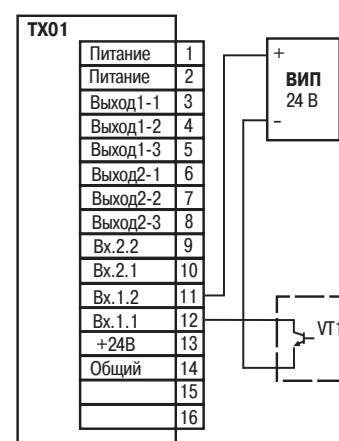 ТХ01
Питание 1
Питание 2
Выход1-1 3
Выход1-2 4
Выход1-3 5
Выход2-1 6
Выход2-2 7
Выход2-3 8
Вх.2.2 9
Вх.2.1 10
Вх.1.2 11
Вх.1.1 12
+24В 13
Общий 14
15
16
+
ВИП
24 В
–
VT1